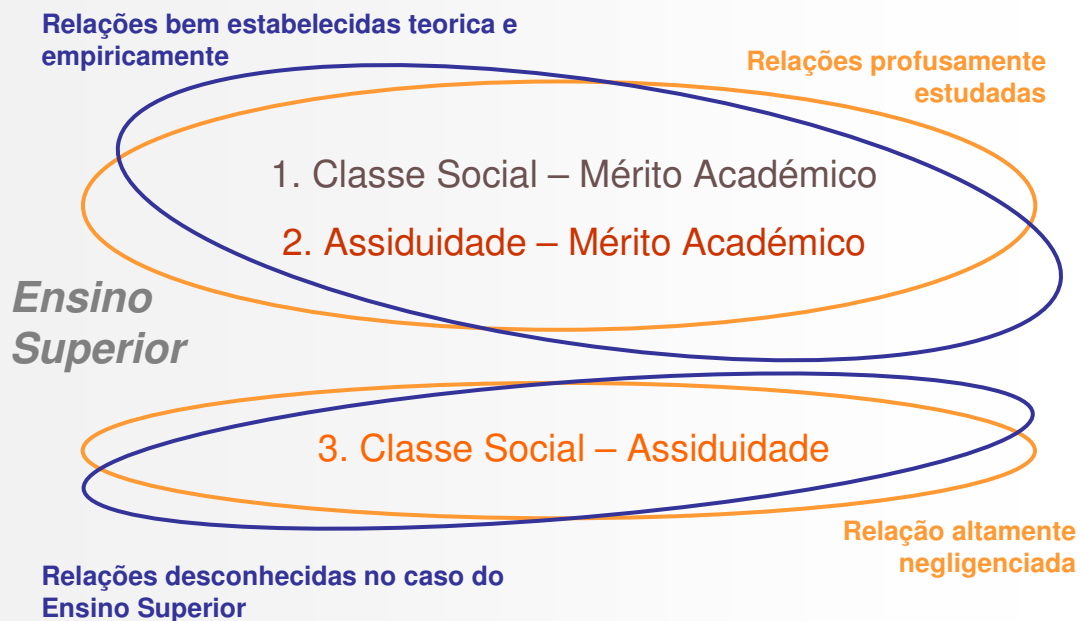 Relações bem estabelecidas teorica e
empiricamente
Relações profusamente
estudadas
1. Classe Social – Mérito Académico
2. Assiduidade – Mérito Académico
Ensino
Superior
3. Classe Social – Assiduidade
Relação altamente
negligenciada
Relações desconhecidas no caso do
Ensino Superior